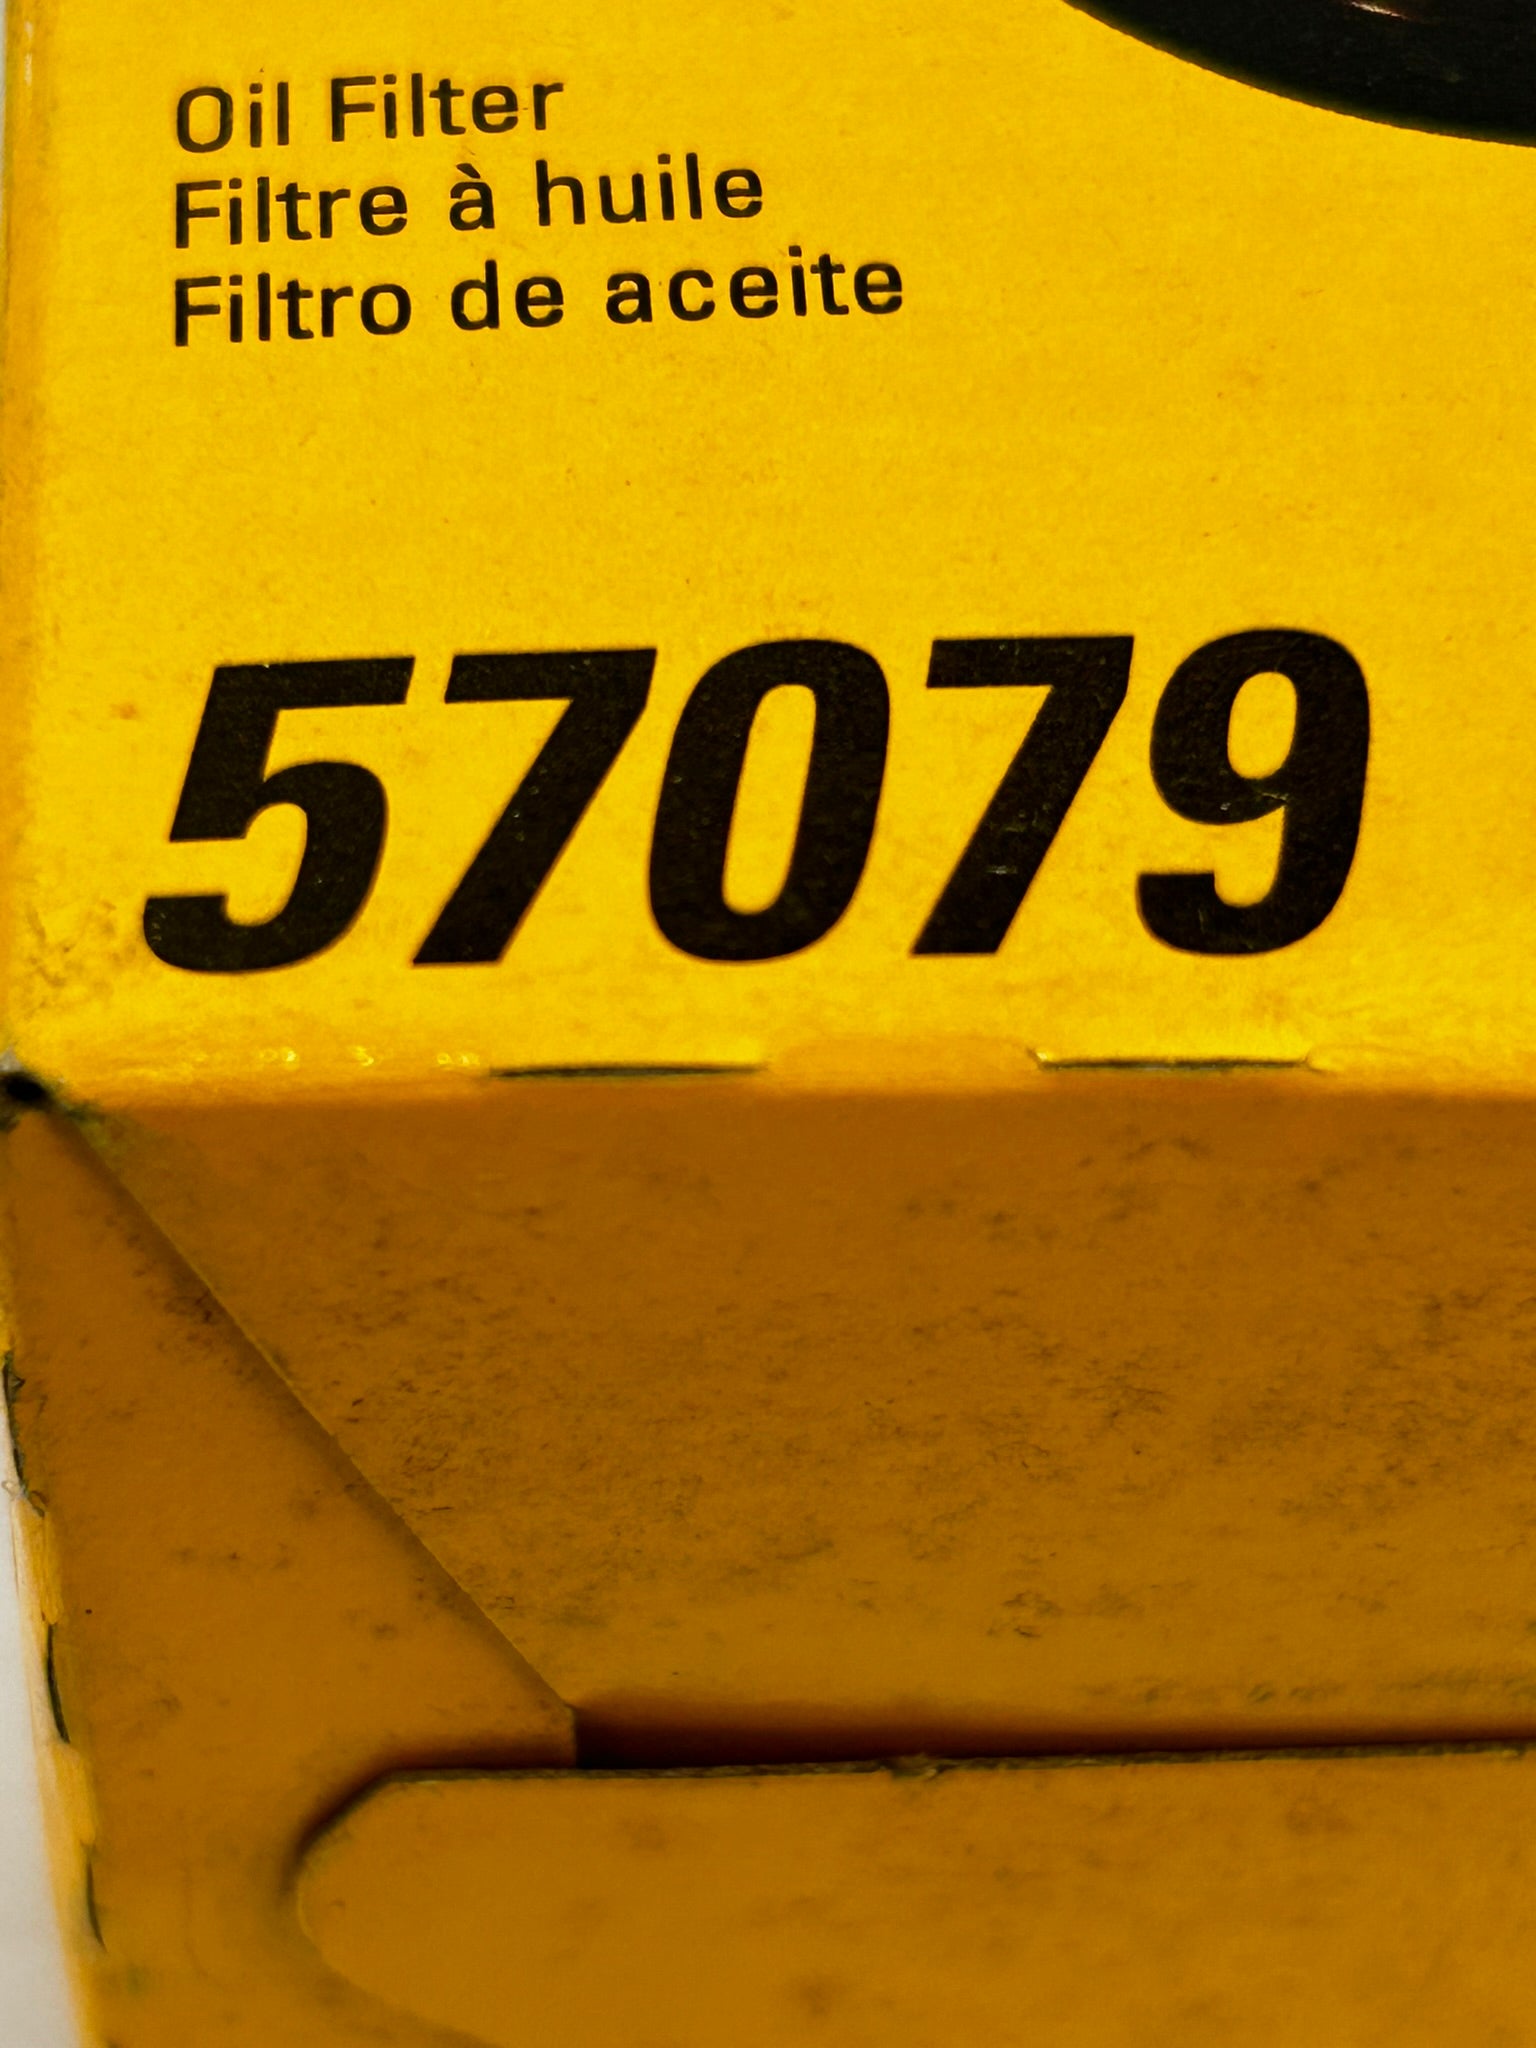 Oil Filter
Filtre à huile
Filtro de aceite
57079